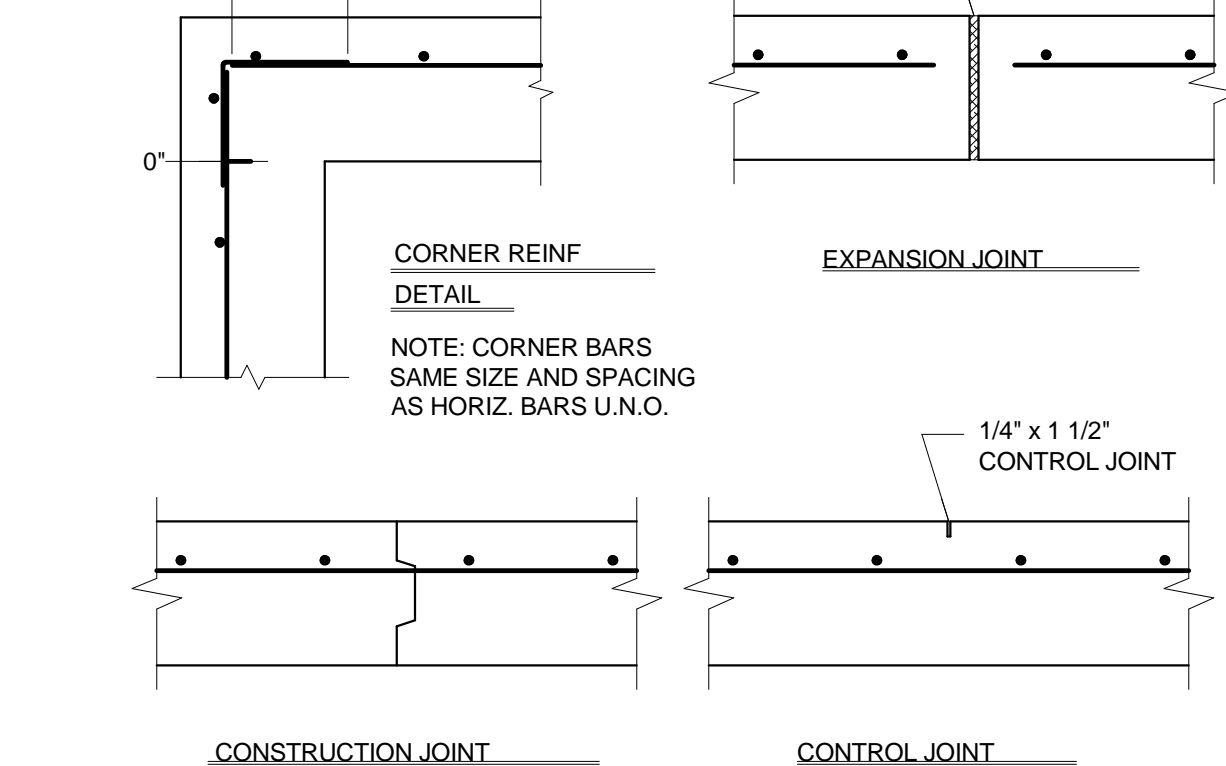 0"
CORNER REINF
DETAIL
NOTE: CORNER BARS
SAME SIZE AND SPACING
AS HORIZ. BARS U.N.O.
EXPANSION JOINT
1/4" x 1 1/2"
CONTROL JOINT
CONSTRUCTION JOINT
CONTROL JOINT